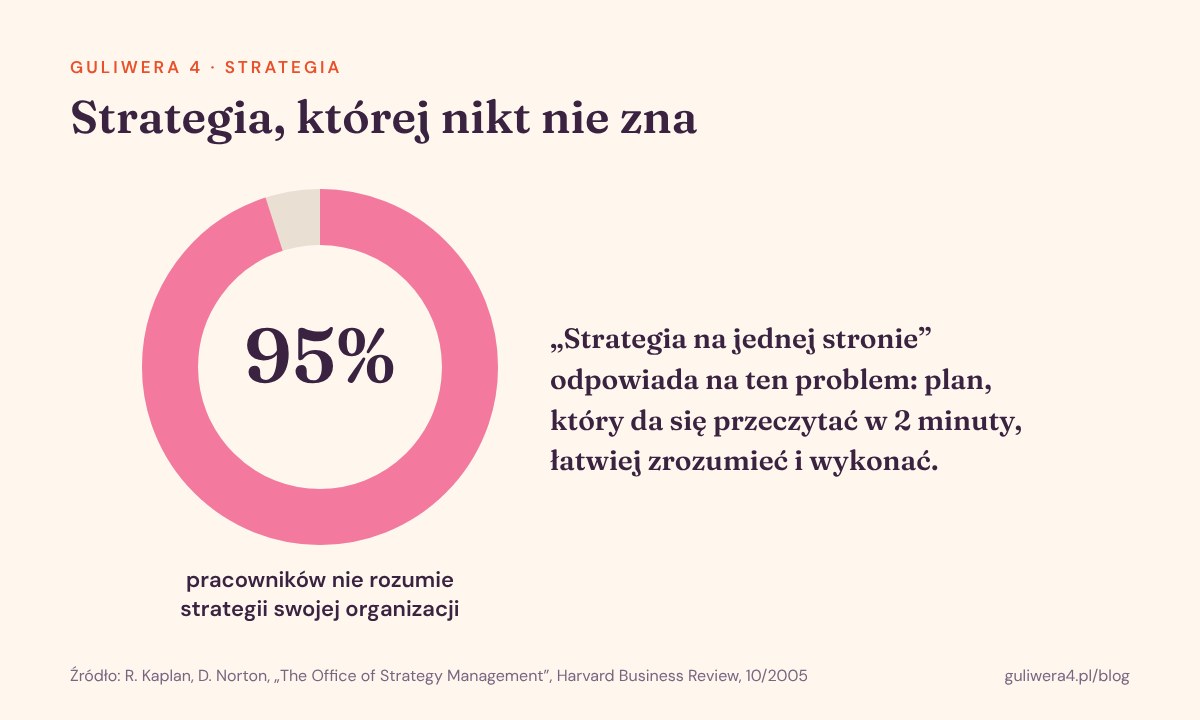 GULIWERA 4 · STRATEGIA
Strategia, której nikt nie zna
95%
pracowników nie rozumie
strategii swojej organizacji
„Strategia na jednej stronie”
odpowiada na ten problem: plan,
który da się przeczytać w 2 minuty,
łatwiej zrozumieć i wykonać.
Źródło: R. Kaplan, D. Norton, „The Office of Strategy Management”, Harvard Business Review, 10/2005
guliwera4.pl/blog